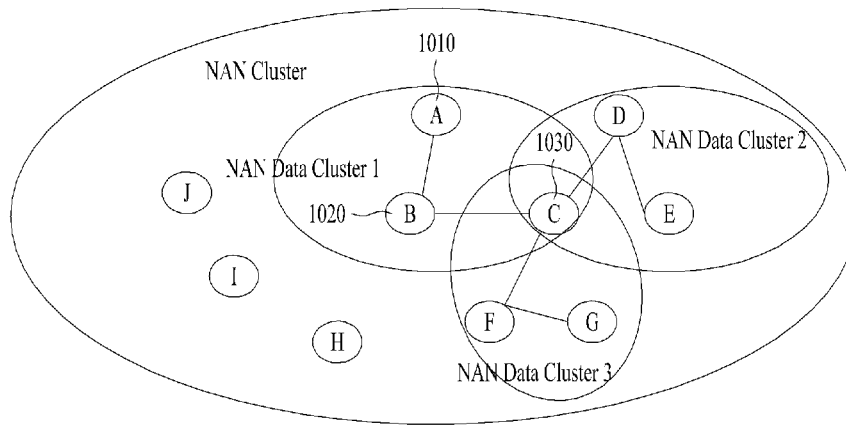 1010
NAN Cluster
A
D
1030
NAN Data Cluster 2
NAN Data Cluster 1
J
1020
B
C
E
I
F
G
H
NAN Data Cluster 3